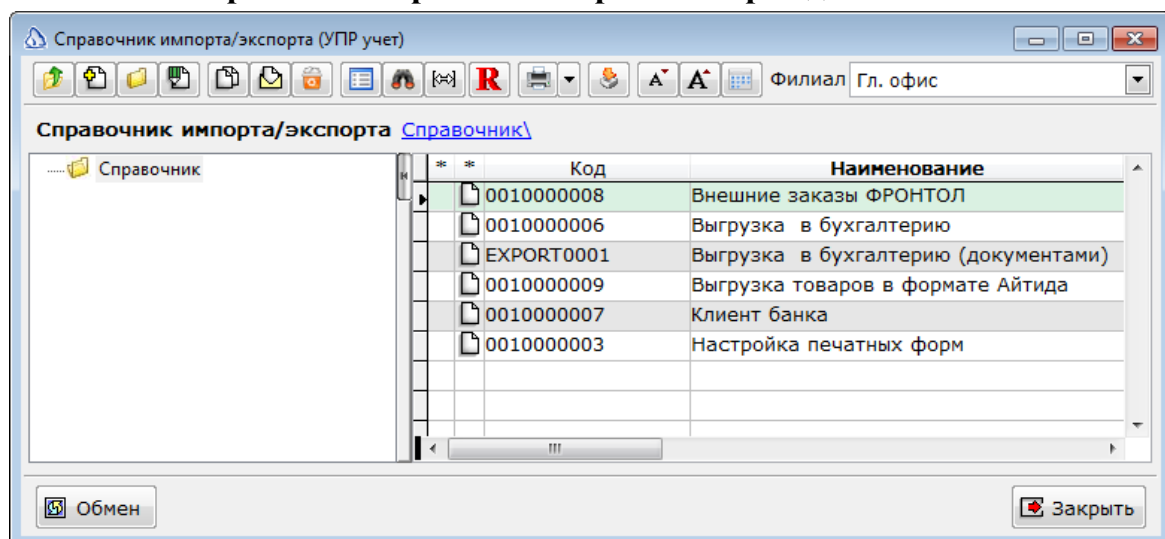 Справочник импорта/экспорта (УПР учет)
R A A Филиал Гл. офис
Справочник импорта/экспорта Справочник\
Справочник
* * Код Наименование
0010000008 Внешние заказы ФРОНТОЛ
0010000006 Выгрузка в бухгалтерию
EXPORT0001 Выгрузка в бухгалтерию (документами)
0010000009 Выгрузка товаров в формате Айтида
0010000007 Клиент банка
0010000003 Настройка печатных форм
Обмен Закрыть